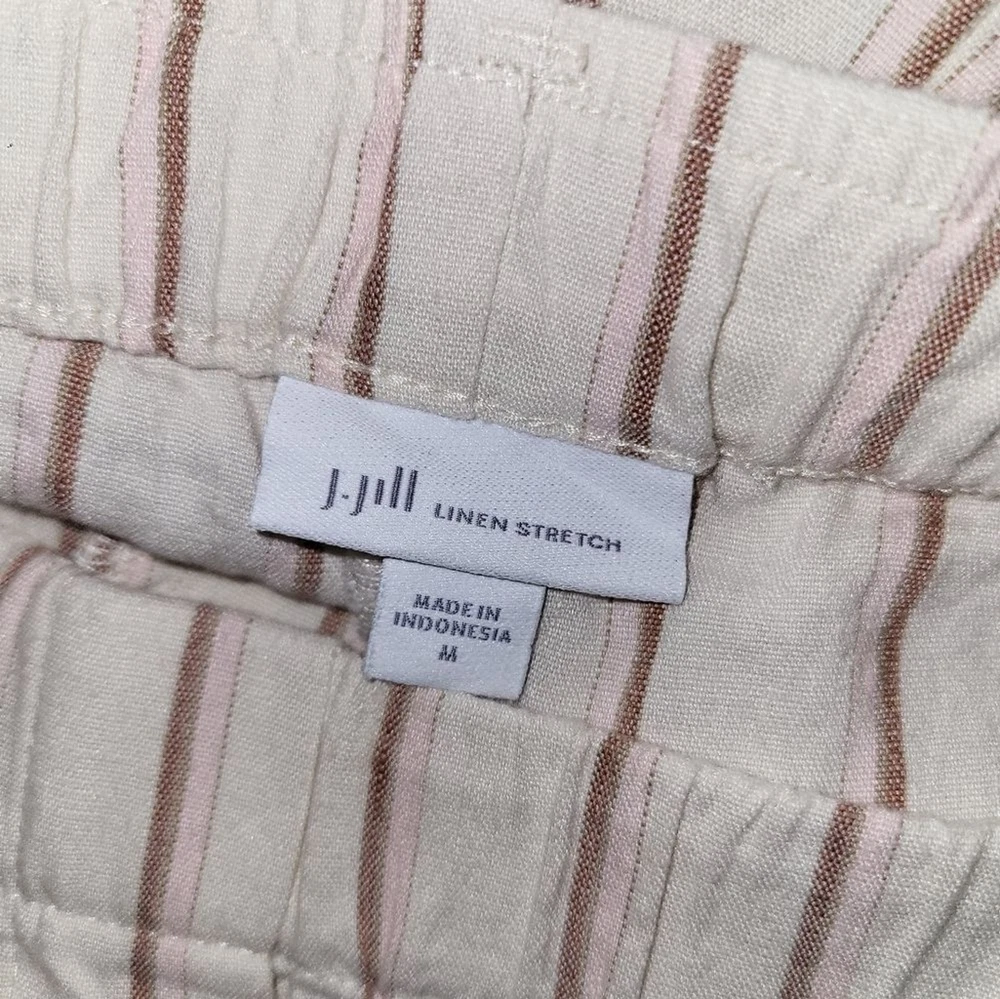 J.Jill LINEN STRETCH
MADE IN
INDONESIA
M